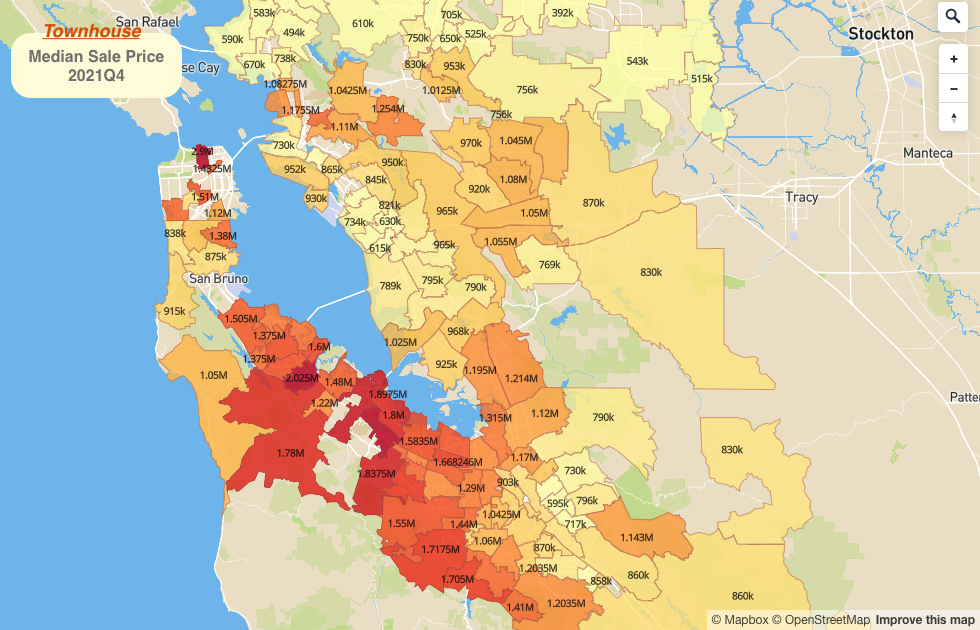 583k
705k
392k
San Rafael
610k
Townhouse
494k
525k
Stockton
590k
750k
650k
Median Sale Price
738k
543k
2021Q4
670k
830k
953k
515k
1.08275M
1.0425M
1.0125M
756k
1.1755M
1.254M
756k
1.11M
730k
970k
1.045M
2.9M
Manteca
1.4325M
952k
865k
950k
845k
1.08M
920k
1.51M
930k
Tracy
821k
870k
1.12M
965k
1.05M
734k
630k
838k
1.38M
615k
965k
1.055M
875k
769k
830k
San Bruno
789k
795k
790k
915k
1.505M
968k
1.375M
1.025M
1.6M
1.375M
925k
1.195M
1.05M
2.025M
1.48M
1.214M
1.8975M
1.22M
1.8M
1.315M
1.12M
790k
1.5835M
1.78M
830k
1.668246M
1.17M
1.8375M
730k
903k
1.29M
595k
796k
1.0425M
1.55M
1.44M
717k
1.06M
1.143M
1.7175M
870k
1.2035M
860k
1.705M
858k
860k
1.41M
1.2035M
© Mapbox © OpenStreetMap Improve this map